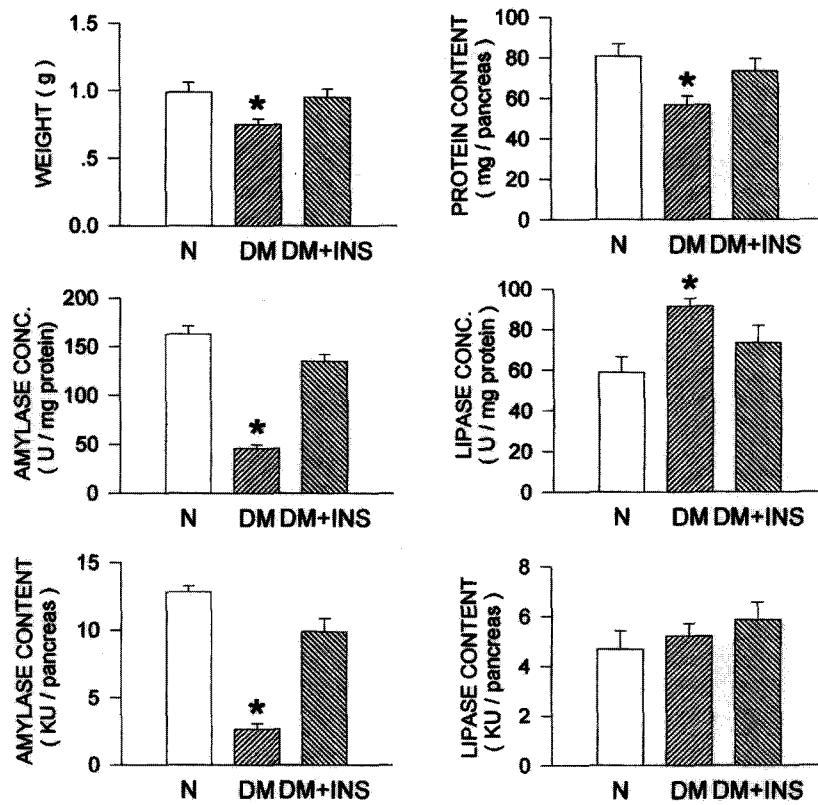 WEIGHT ( g )
1.5
1.0
.5
0.0
*
N DM DM+INS
PROTEIN CONTENT
( mg / pancreas )
100
80
60
40
20
0
*
N DM DM+INS
AMYLASE CONC.
( U / mg protein)
200
150
100
50
0
*
N DM DM+INS
LIPASE CONC.
( U / mg protein )
100
80
60
40
20
0
*
N DM DM+INS
AMYLASE CONTENT
( KU / pancreas )
15
10
5
0
*
N DM DM+INS
LIPASE CONTENT
( KU / pancreas )
8
6
4
2
0
N DM DM+INS